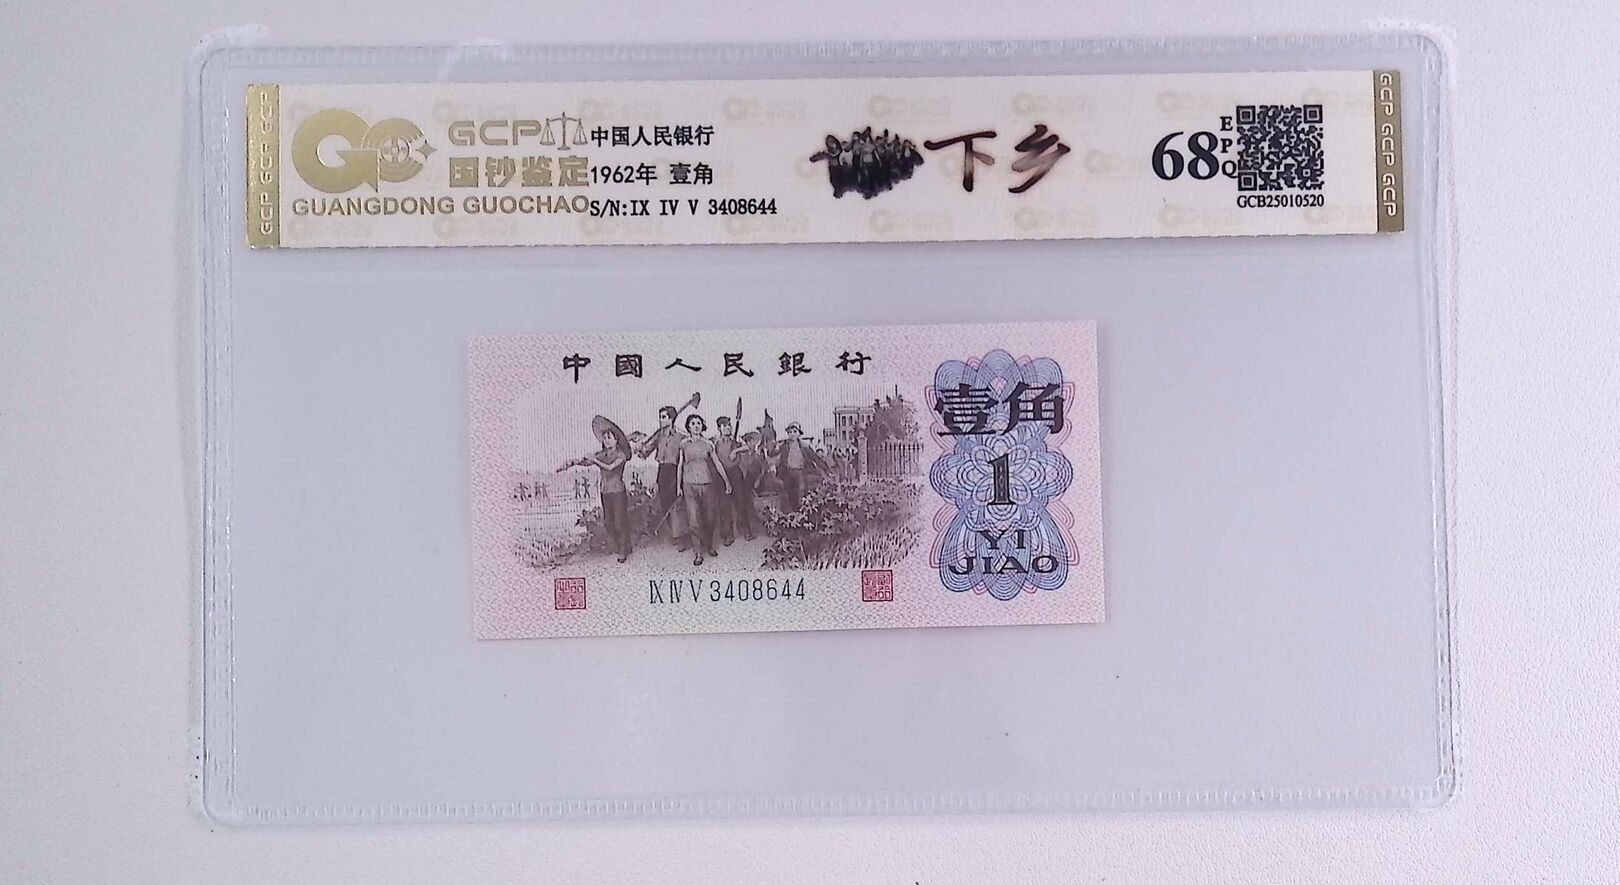 GCP GCP GCP
GCP
国钞鉴定
GUANGDONG GUOCHAO
中国人民银行
1962年 壹角
S/N:IX IV V 3408644
下乡
68
EPQ
GCB25010520
GCP GCP GCP
中國人民銀行
壹角
1
YI
JIAO
IX IV V 3408644